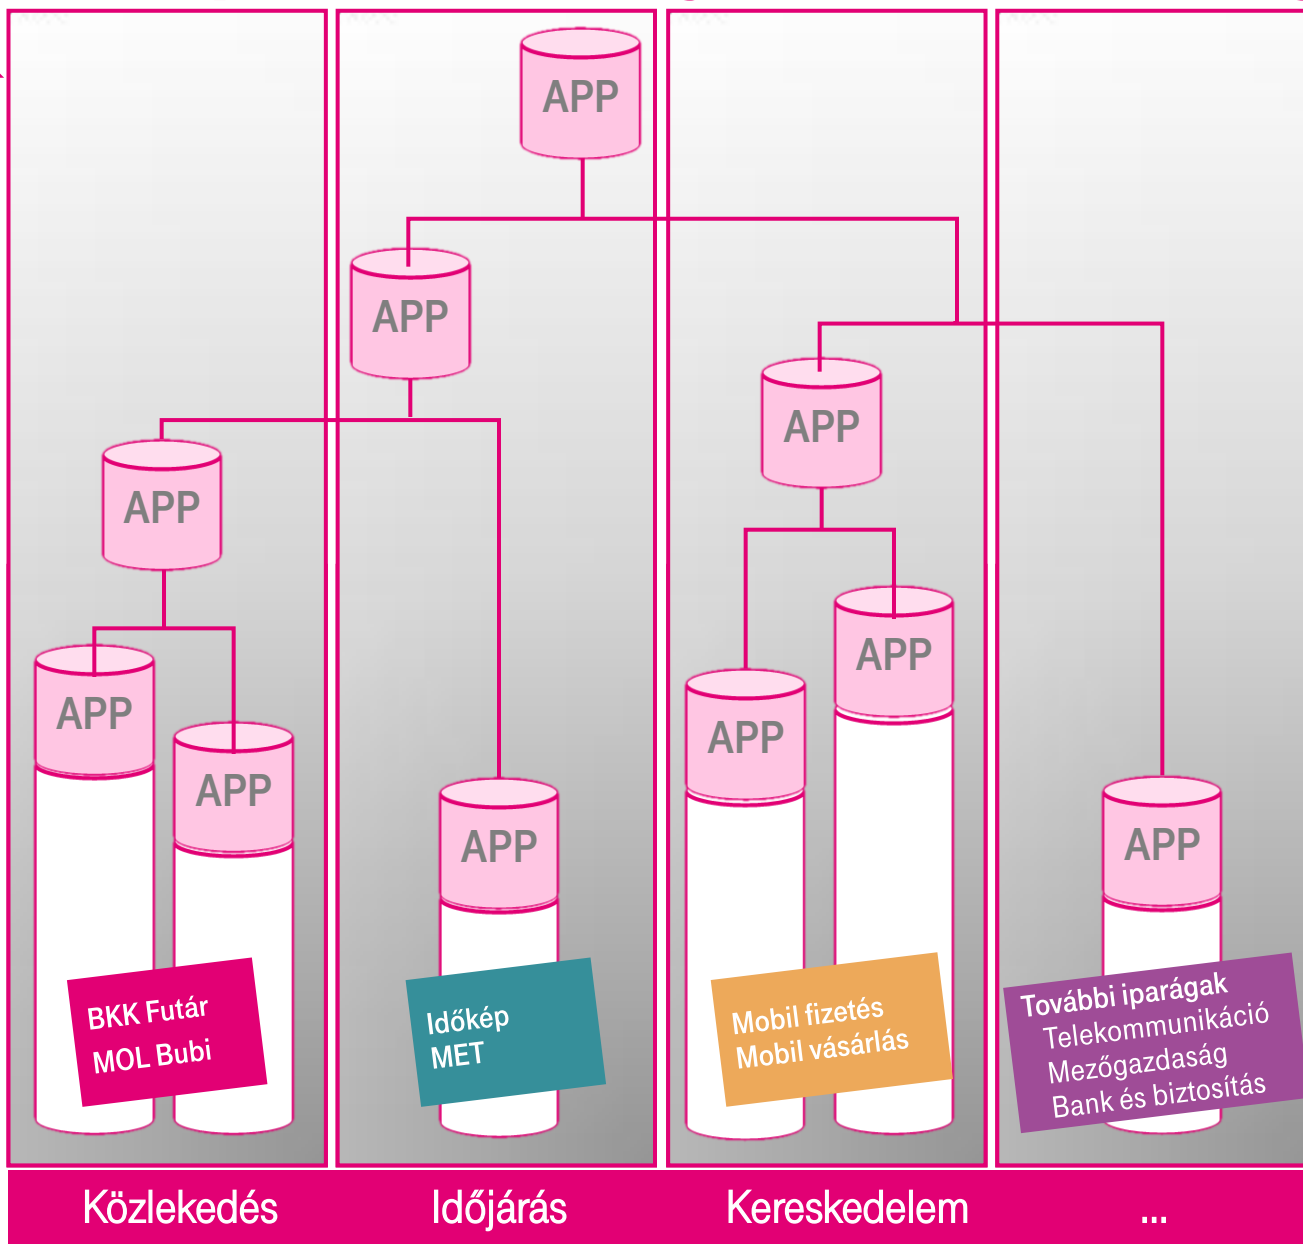 APP
APP
APP
APP
APP
APP
APP
APP
APP
APP
BKK Futár
MOL Bubi
Időkép
MET
Mobil fizetés
Mobil vásárlás
További iparágak
Telekommunikáció
Mezőgazdaság
Bank és biztosítás
Közlekedés
Időjárás
Kereskedelem
...